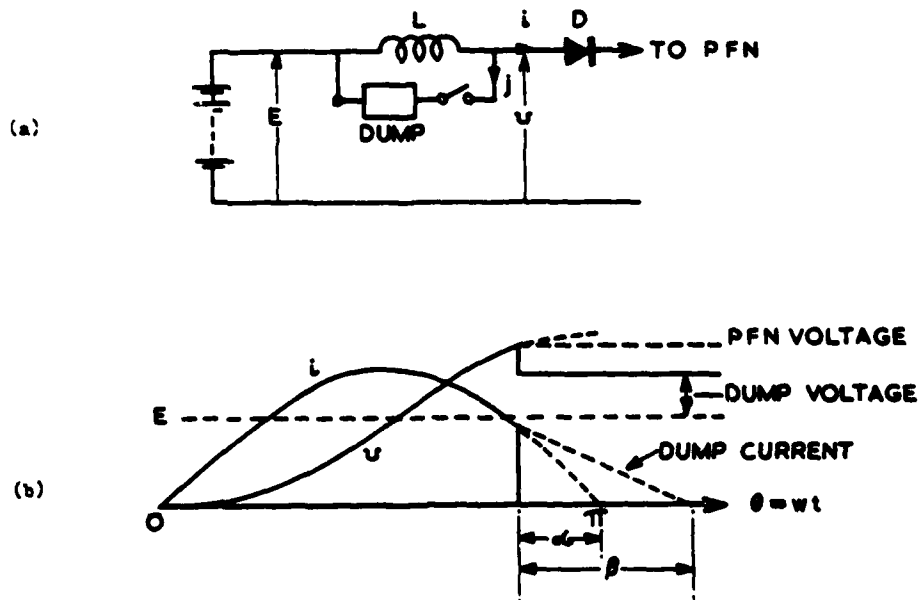 (a)
L
i
D
TO PFN
j
E
DUMP
υ
(b)
PFN VOLTAGE
i
DUMP VOLTAGE
E
υ
DUMP CURRENT
O
π
θ = wt
α
β